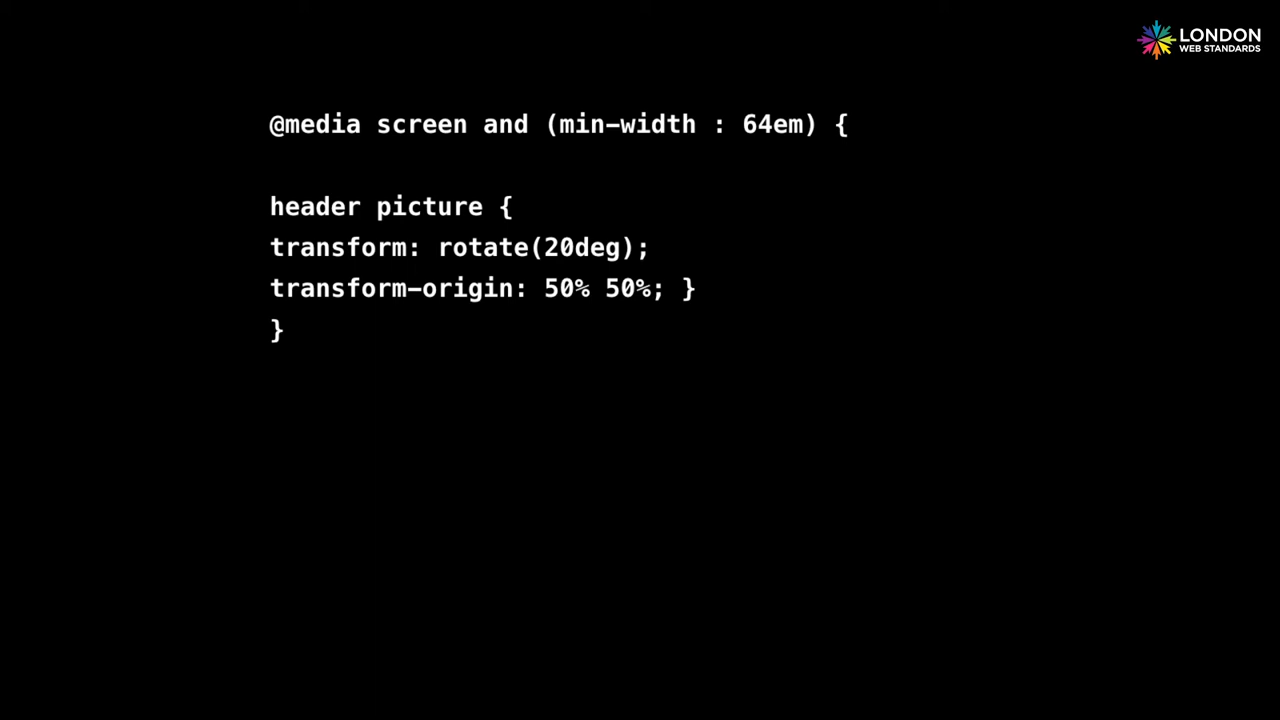 LONDON
WEB STANDARDS
@media screen and (min-width : 64em) {
header picture {
transform: rotate(20deg);
transform-origin: 50% 50%; }
}